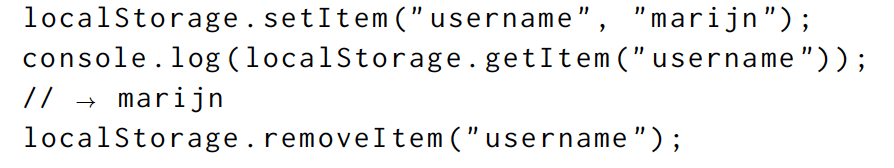 localStorage.setItem("username", "marijn");
console.log(localStorage.getItem("username"));
// → marijn
localStorage.removeItem("username");